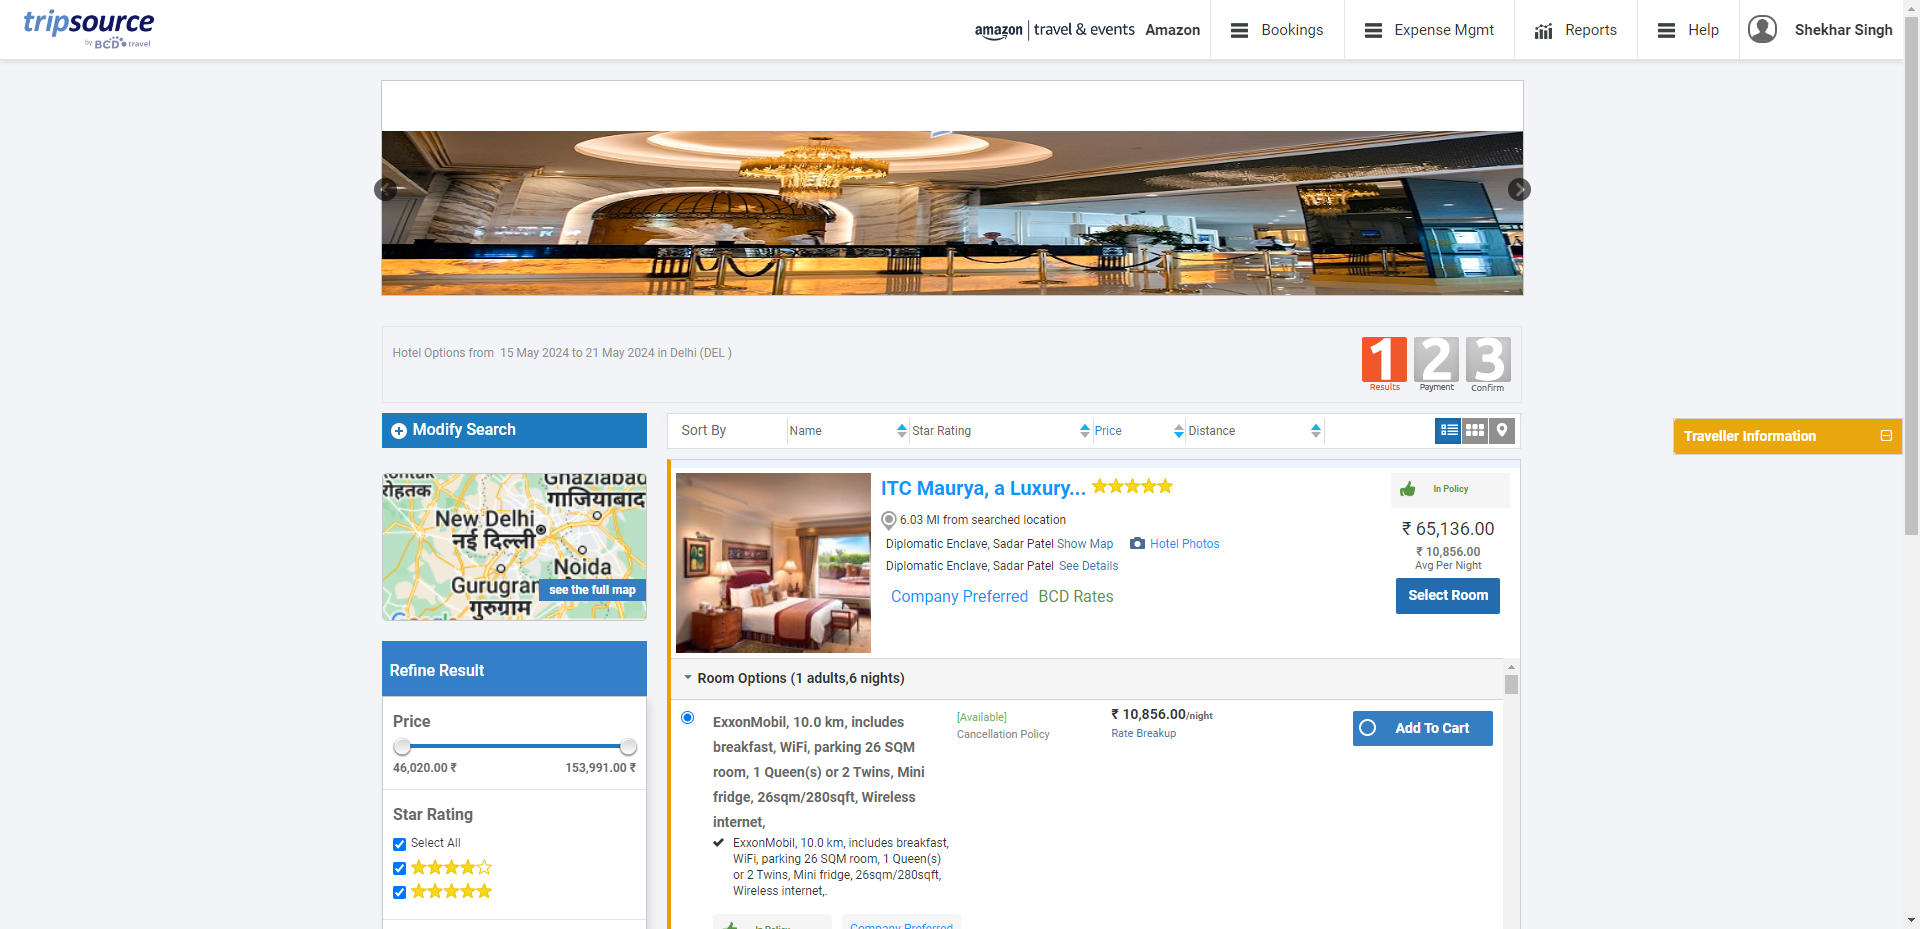 tripsource
by BCD travel
amazon | travel & events Amazon
Bookings
Expense Mgmt
Reports
Help
Shekhar Singh
Hotel Options from 15 May 2024 to 21 May 2024 in Delhi (DEL )
1 2 3
Results Payment Confirm
Modify Search
Sort By Name Star Rating Price Distance
Traveller Information
रोहतक
Ghaziabad
गाजियाबाद
New Delhi
नई दिल्ली
Noida
Gurugram
गुरुग्राम
see the full map
Google
ITC Maurya, a Luxury...
6.03 MI from searched location
Diplomatic Enclave, Sadar Patel Show Map Hotel Photos
Diplomatic Enclave, Sadar Patel See Details
Company Preferred BCD Rates
In Policy
₹ 65,136.00
₹ 10,856.00
Avg Per Night
Select Room
Refine Result
Price
46,020.00 ₹ 153,991.00 ₹
Star Rating
Select All
Room Options (1 adults,6 nights)
ExxonMobil, 10.0 km, includes
breakfast, WiFi, parking 26 SQM
room, 1 Queen(s) or 2 Twins, Mini
fridge, 26sqm/280sqft, Wireless
internet,
[Available]
Cancellation Policy
₹ 10,856.00/night
Rate Breakup
Add To Cart
ExxonMobil, 10.0 km, includes breakfast,
WiFi, parking 26 SQM room, 1 Queen(s)
or 2 Twins, Mini fridge, 26sqm/280sqft,
Wireless internet,.
In Policy Company Preferred